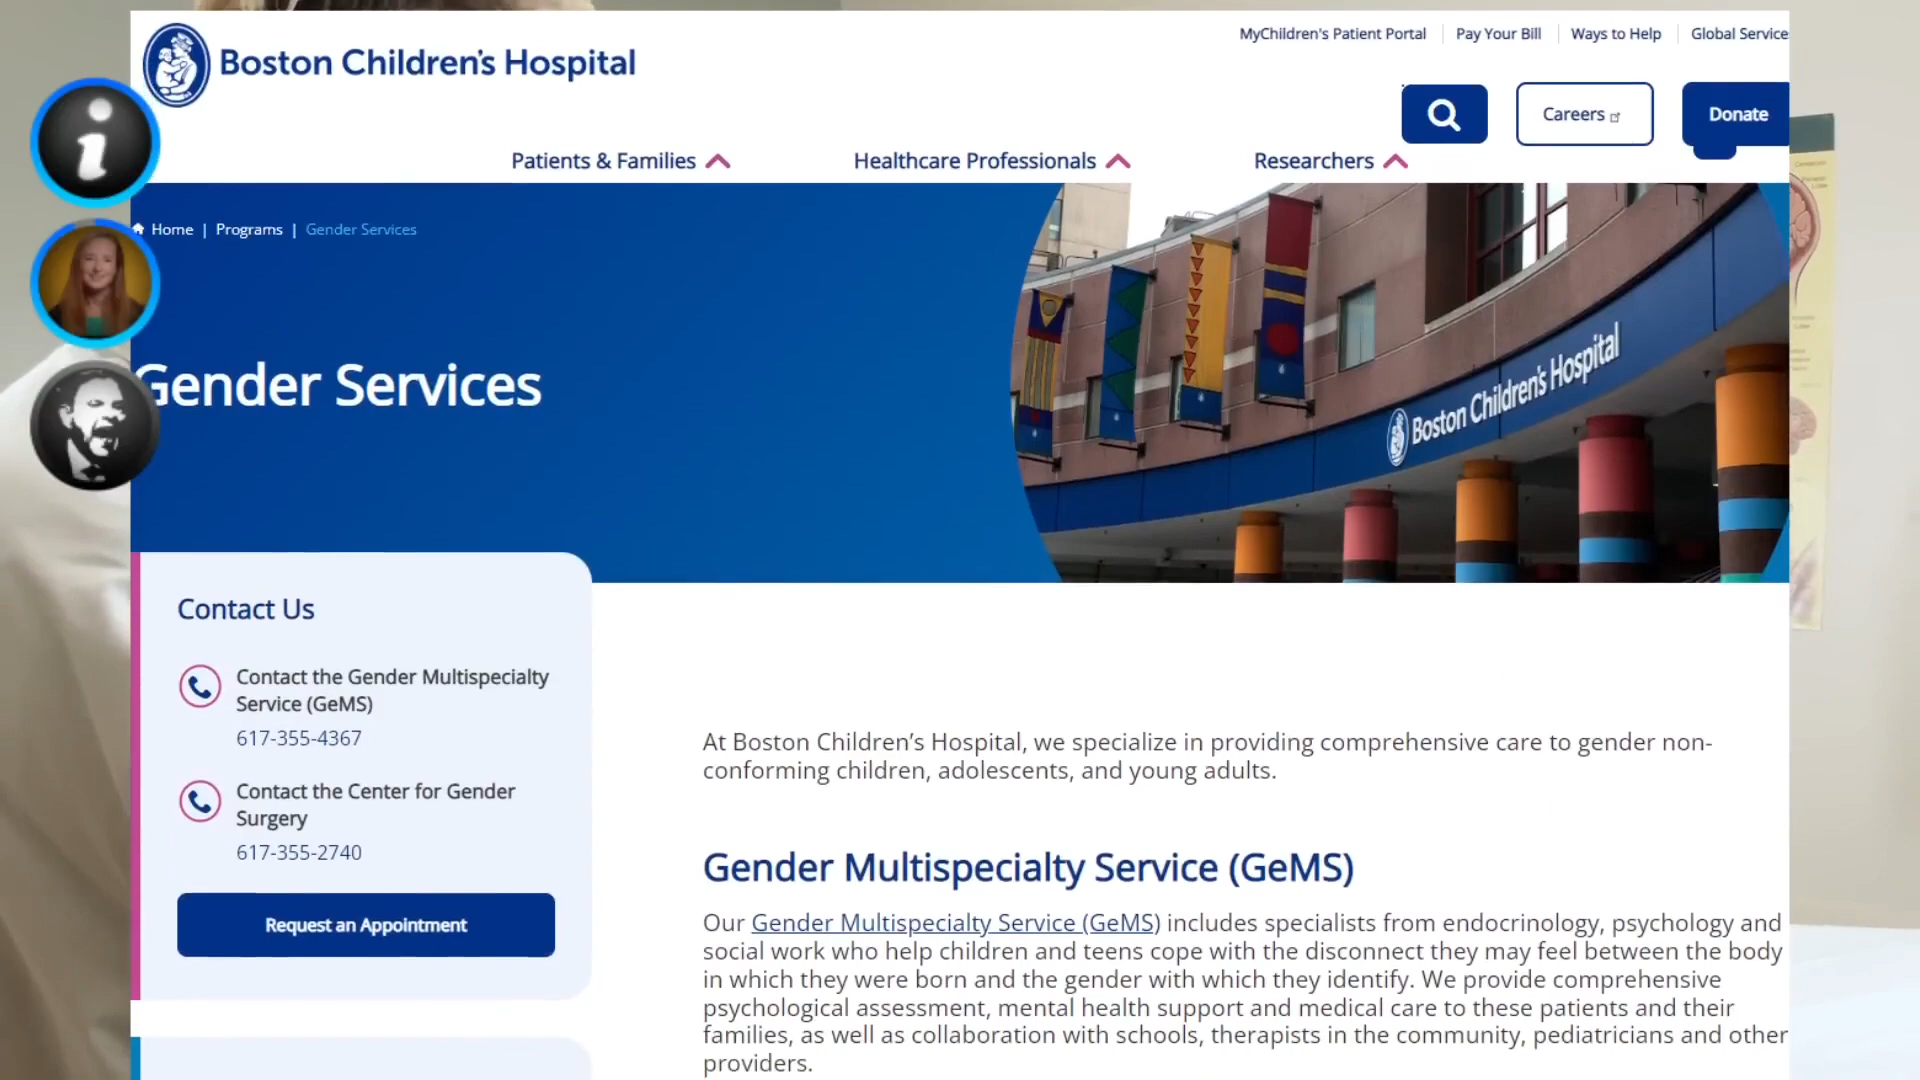 MyChildren's Patient Portal
Pay Your Bill
Ways to Help
Global Service
Boston Children's Hospital
Careers
Donate
Patients & Families
Healthcare Professionals
Researchers
Home | Programs | Gender Services
Gender Services
Boston Children's Hospital
Contact Us
Contact the Gender Multispecialty
Service (GeMS)
617-355-4367
Contact the Center for Gender
Surgery
617-355-2740
Request an Appointment
At Boston Children’s Hospital, we specialize in providing comprehensive care to gender non-
conforming children, adolescents, and young adults.
Gender Multispecialty Service (GeMS)
Our Gender Multispecialty Service (GeMS) includes specialists from endocrinology, psychology and
social work who help children and teens cope with the disconnect they may feel between the body
in which they were born and the gender with which they identify. We provide comprehensive
psychological assessment, mental health support and medical care to these patients and their
families, as well as collaboration with schools, therapists in the community, pediatricians and other
providers.